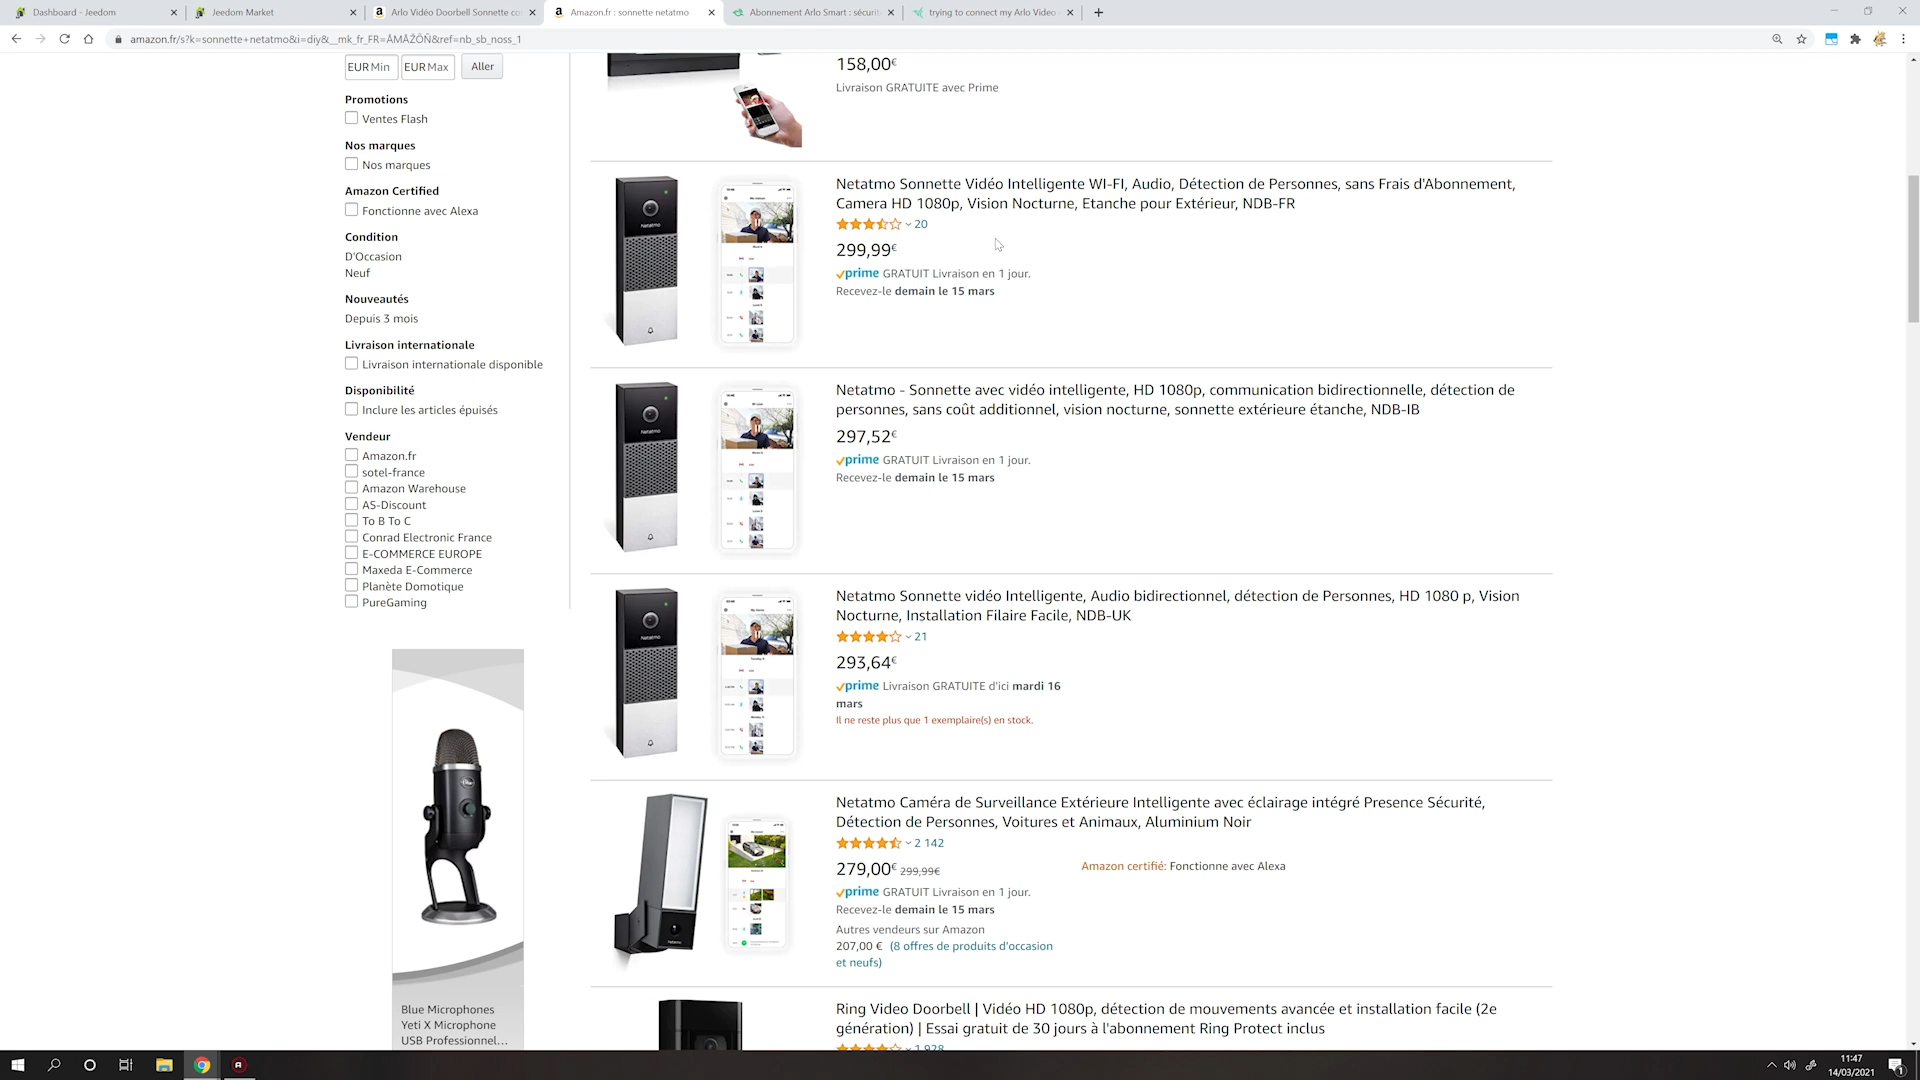 Dashboard - Jeedom
Jeedom Market
Arlo Vidéo Doorbell Sonnette co
Amazon.fr : sonnette netatmo
Abonnement Arlo Smart : sécurit
trying to connect my Arlo Video
amazon.fr/s?k=sonnette+netatmo&i=diy&__mk_fr_FR=ÅMÅŽÕÑ&ref=nb_sb_noss_1
EUR Min
EUR Max
Aller
Promotions
Ventes Flash
Nos marques
Nos marques
Amazon Certified
Fonctionne avec Alexa
Condition
D'Occasion
Neuf
Nouveautés
Depuis 3 mois
Livraison internationale
Livraison internationale disponible
Disponibilité
Inclure les articles épuisés
Vendeur
Amazon.fr
sotel-france
Amazon Warehouse
AS-Discount
To B To C
Conrad Electronic France
E-COMMERCE EUROPE
Maxeda E-Commerce
Planète Domotique
PureGaming
Blue Microphones
Yeti X Microphone
USB Professionnel...
158,00€
Livraison GRATUITE avec Prime
Netatmo Sonnette Vidéo Intelligente WI-FI, Audio, Détection de Personnes, sans Frais d'Abonnement,
Camera HD 1080p, Vision Nocturne, Etanche pour Extérieur, NDB-FR
20
299,99€
prime GRATUIT Livraison en 1 jour.
Recevez-le demain le 15 mars
Netatmo - Sonnette avec vidéo intelligente, HD 1080p, communication bidirectionnelle, détection de
personnes, sans coût additionnel, vision nocturne, sonnette extérieure étanche, NDB-IB
297,52€
prime GRATUIT Livraison en 1 jour.
Recevez-le demain le 15 mars
Netatmo Sonnette vidéo Intelligente, Audio bidirectionnel, détection de Personnes, HD 1080 p, Vision
Nocturne, Installation Filaire Facile, NDB-UK
21
293,64€
prime Livraison GRATUITE d'ici mardi 16
mars
Il ne reste plus que 1 exemplaire(s) en stock.
Netatmo Caméra de Surveillance Extérieure Intelligente avec éclairage intégré Presence Sécurité,
Détection de Personnes, Voitures et Animaux, Aluminium Noir
2 142
279,00€ 299,99€
Amazon certifié: Fonctionne avec Alexa
prime GRATUIT Livraison en 1 jour.
Recevez-le demain le 15 mars
Autres vendeurs sur Amazon
207,00 € (8 offres de produits d'occasion
et neufs)
Ring Video Doorbell | Vidéo HD 1080p, détection de mouvements avancée et installation facile (2e
génération) | Essai gratuit de 30 jours à l'abonnement Ring Protect inclus
1 928
11:47
14/03/2021